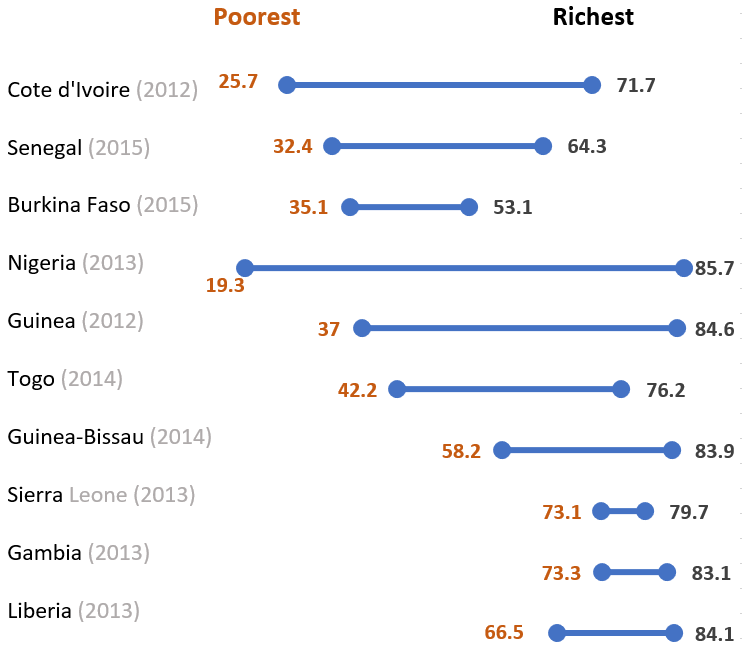 Poorest Richest
Cote d'Ivoire (2012) 25.7 71.7
Senegal (2015) 32.4 64.3
Burkina Faso (2015) 35.1 53.1
Nigeria (2013) 19.3 85.7
Guinea (2012) 37 84.6
Togo (2014) 42.2 76.2
Guinea-Bissau (2014) 58.2 83.9
Sierra Leone (2013) 73.1 79.7
Gambia (2013) 73.3 83.1
Liberia (2013) 66.5 84.1